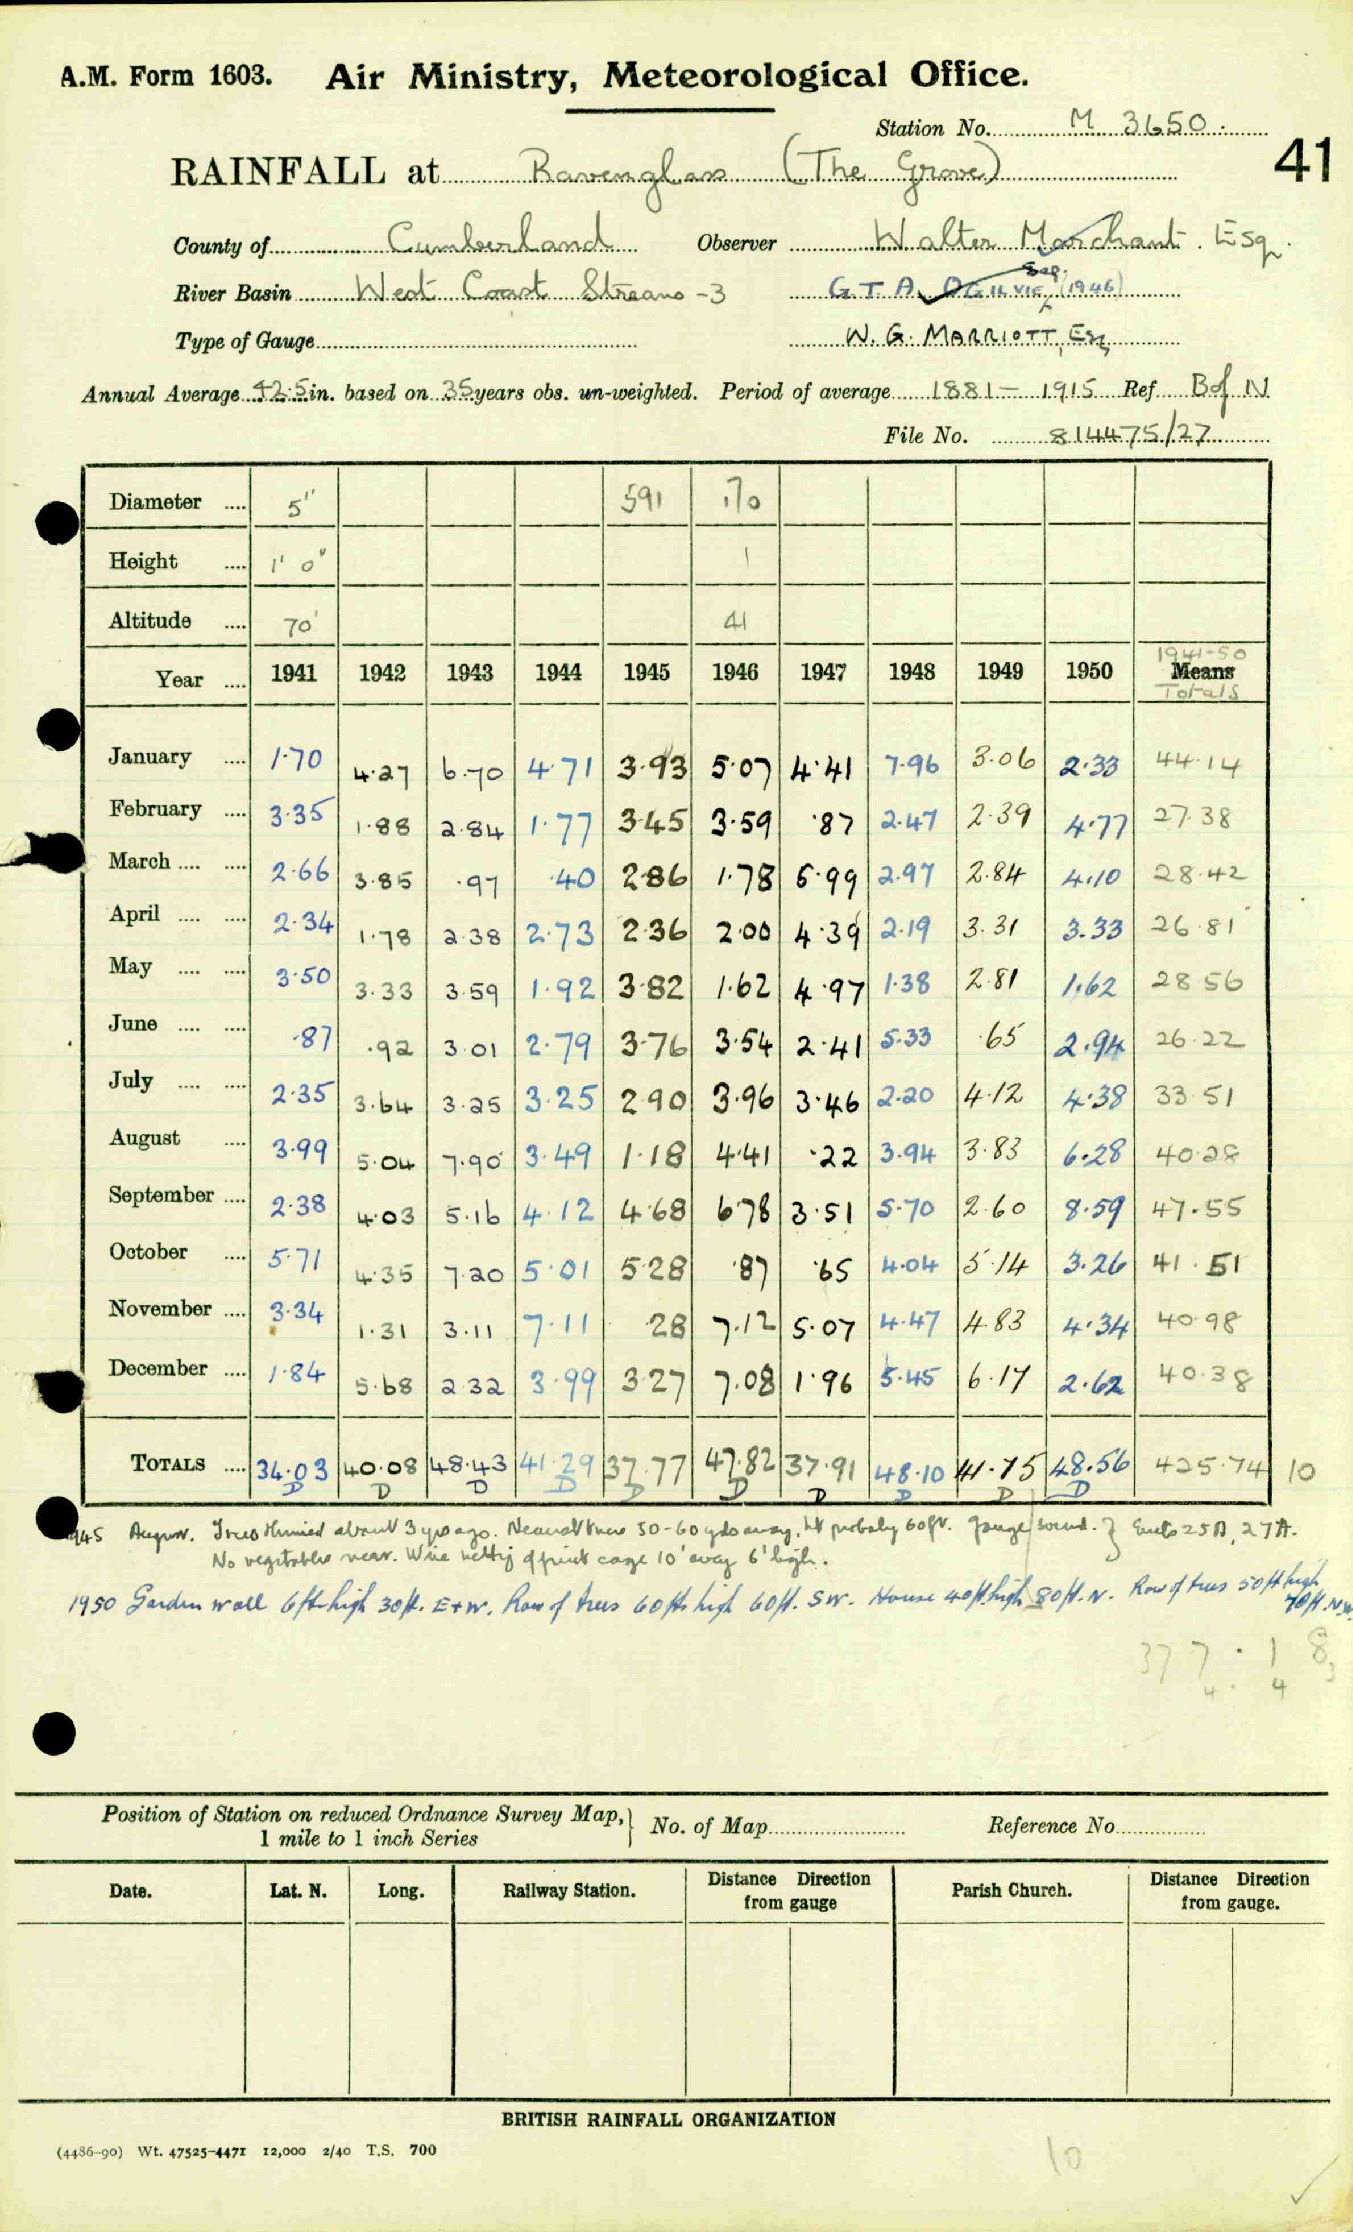 A.M. Form 1603. Air Ministry, Meteorological Office.
Station No. M 3650.
41
RAINFALL at Ravenglass (The Grove)
County of Cumberland Observer Walter Marchant. Esq.
River Basin West Coast Streams -3 G.T.A. OGILVIE, Esq. (1946)
Type of Gauge W. G. MARRIOTT, Esq
Annual Average 42.5 in. based on 35 years obs. un-weighted. Period of average 1881 - 1915 Ref B of N
File No. 814475/27
Diameter 5" 591 170
Height 1' 0" 1
Altitude 70' 41
Year 1941 1942 1943 1944 1945 1946 1947 1948 1949 1950 1941-50 Means Totals
January 1.70 4.27 6.70 4.71 3.93 5.07 4.41 7.96 3.06 2.33 44.14
February 3.35 1.88 2.84 1.77 3.45 3.59 .87 2.47 2.39 4.77 27.38
March 2.66 3.85 .97 .40 2.86 1.78 5.99 2.97 2.84 4.10 28.42
April 2.34 1.78 2.38 2.73 2.36 2.00 4.39 2.19 3.31 3.33 26.81
May 3.50 3.33 3.59 1.92 3.82 1.62 4.97 1.38 2.81 1.62 28.56
June .87 .92 3.01 2.79 3.76 3.54 2.41 5.33 .65 2.94 26.22
July 2.35 3.64 3.25 3.25 2.90 3.96 3.46 2.20 4.12 4.38 33.51
August 3.99 5.04 7.90 3.49 1.18 4.41 .22 3.94 3.83 6.28 40.28
September 2.38 4.03 5.16 4.12 4.68 6.78 3.51 5.70 2.60 8.59 47.55
October 5.71 4.35 7.20 5.01 5.28 .87 .65 4.04 5.14 3.26 41.51
November 3.34 1.31 3.11 7.11 .28 7.12 5.07 4.47 4.83 4.34 40.98
December 1.84 5.68 2.32 3.99 3.27 7.08 1.96 5.45 6.17 2.62 40.38
TOTALS 34.03 40.08 48.43 41.29 37.77 47.82 37.91 48.10 41.75 48.56 425.74 10
D D D D D D D D D D
1945 August. Trees thinned about 3 yrs ago. Nearest trees 50-60 yds away, ht probably 60ft. Gauge sound. } 25A, 27A.
No vegetables near. Wire netting of fruit cage 10' away 6' high.
1950 Garden wall 6ft high 30ft. E+W. Row of trees 60ft high 60ft. SW. House 40ft. high 80ft. N. Row of trees 50ft high
70ft. NW.
377.18
4 4 3
Position of Station on reduced Ordnance Survey Map, } No. of Map Reference No.
1 mile to 1 inch Series
Date. Lat. N. Long. Railway Station. Distance Direction from gauge Parish Church. Distance Direction from gauge.
BRITISH RAINFALL ORGANIZATION
(4486-90) Wt. 47525-4471 12,000 2/40 T.S. 700
10